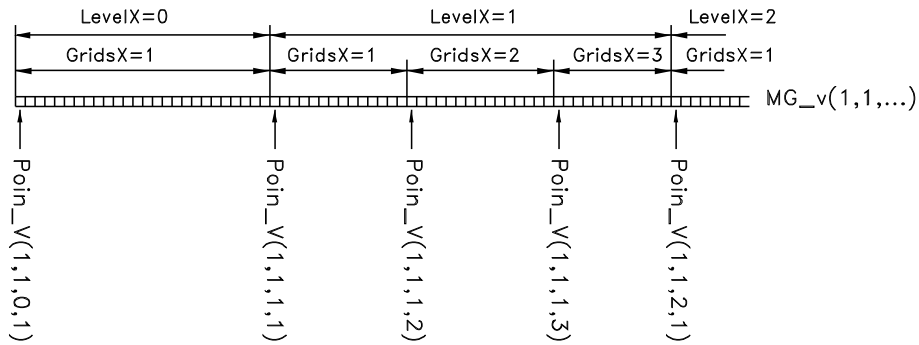 LevelX=0 LevelX=1 LevelX=2
GridsX=1 GridsX=1 GridsX=2 GridsX=3 GridsX=1
MG_v(1,1,...)
Poin_V(1,1,0,1)
Poin_V(1,1,1,1)
Poin_V(1,1,1,2)
Poin_V(1,1,1,3)
Poin_V(1,1,2,1)